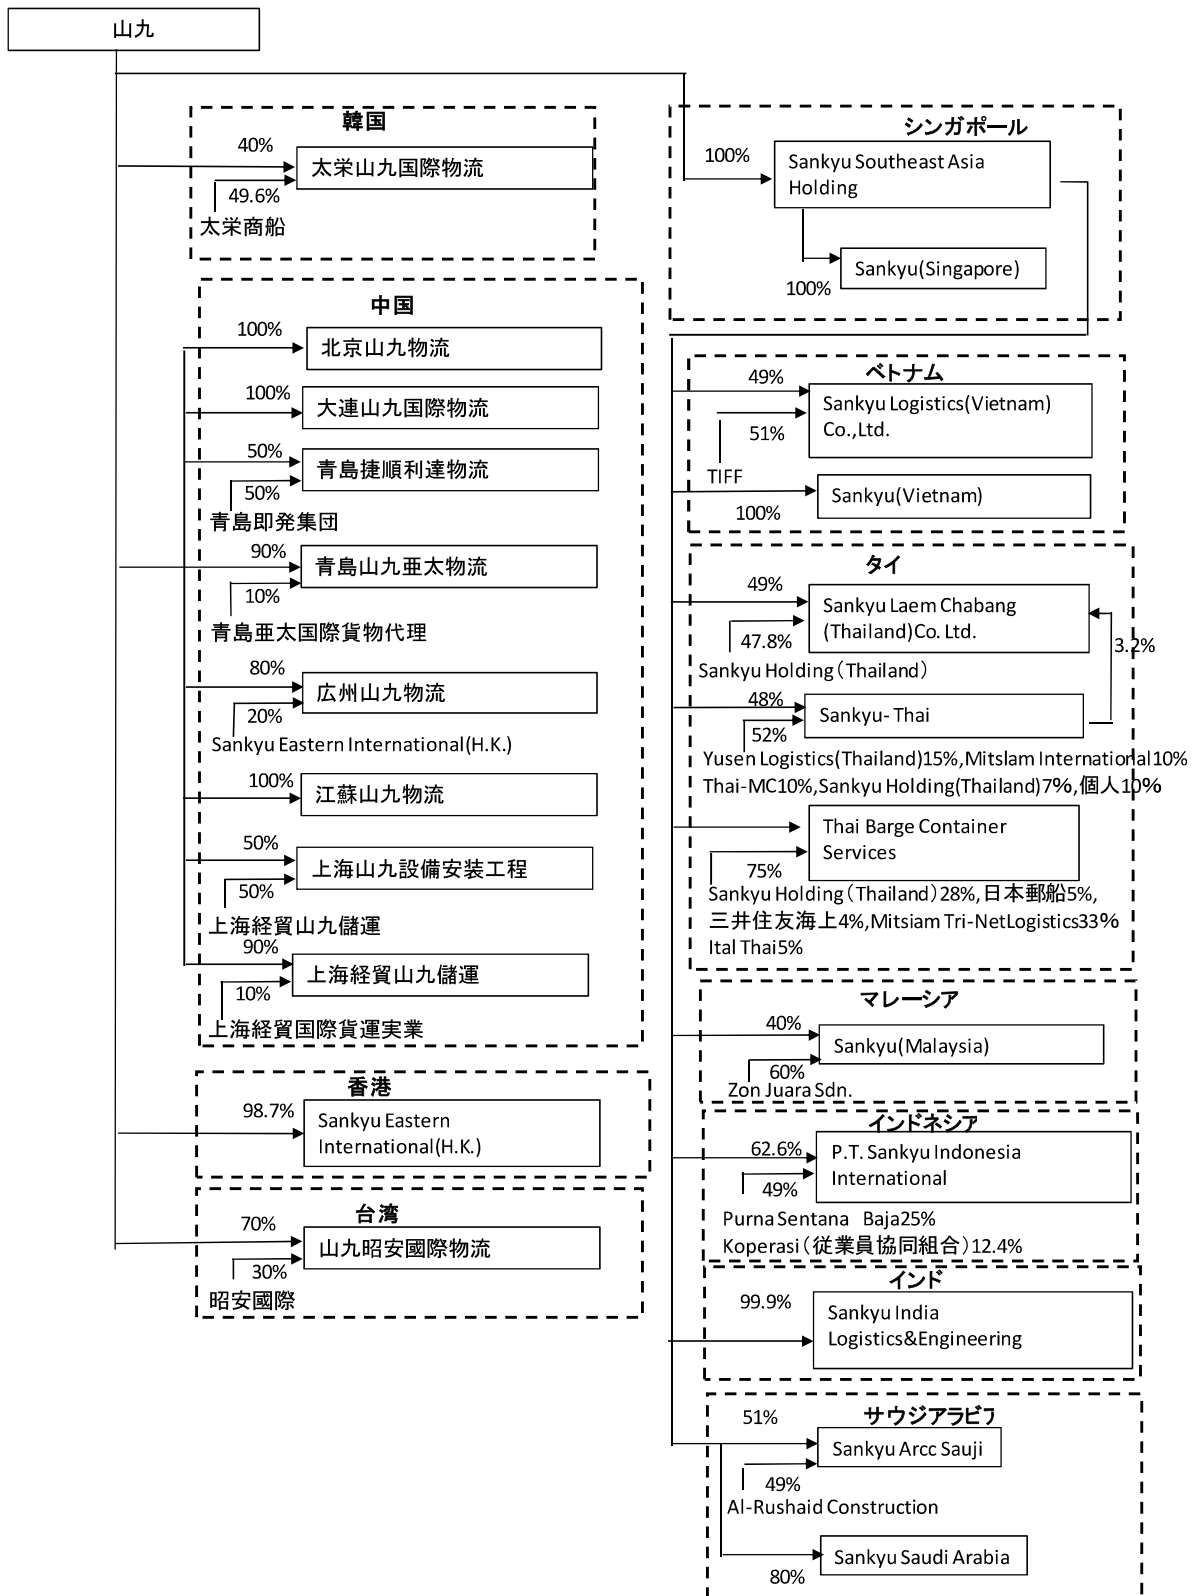 山九
韓国
40%
太栄山九国際物流
49.6%
太栄商船
中国
100%
北京山九物流
100%
大連山九国際物流
50%
青島捷順利達物流
50%
青島即発集団
90%
青島山九亜太物流
10%
青島亜太国際貨物代理
80%
広州山九物流
20%
Sankyu Eastern International(H.K.)
100%
江蘇山九物流
50%
上海山九設備安装工程
50%
上海経貿山九儲運
90%
上海経貿山九儲運
10%
上海経貿国際貨運実業
香港
98.7%
Sankyu Eastern
International(H.K.)
台湾
70%
山九昭安國際物流
30%
昭安國際
シンガポール
100%
Sankyu Southeast Asia
Holding
Sankyu(Singapore)
100%
ベトナム
49%
Sankyu Logistics(Vietnam)
Co.,Ltd.
51%
TIFF
Sankyu(Vietnam)
100%
タイ
49%
Sankyu Laem Chabang
(Thailand)Co. Ltd.
47.8%
3.2%
Sankyu Holding（Thailand）
48%
Sankyu- Thai
52%
Yusen Logistics(Thailand)15%,Mitslam International10%
Thai-MC10%,Sankyu Holding(Thailand)7%,個人10%
Thai Barge Container
Services
75%
Sankyu Holding（Thailand）28%,日本郵船5%,
三井住友海上4%,Mitsiam Tri-NetLogistics33%
Ital Thai5%
マレーシア
40%
Sankyu(Malaysia)
60%
Zon Juara Sdn.
インドネシア
62.6%
P.T. Sankyu Indonesia
International
49%
Purna Sentana Baja25%
Koperasi（従業員協同組合）12.4%
インド
99.9%
Sankyu India
Logistics&Engineering
サウジアラビア
51%
Sankyu Arcc Sauji
49%
Al-Rushaid Construction
Sankyu Saudi Arabia
80%